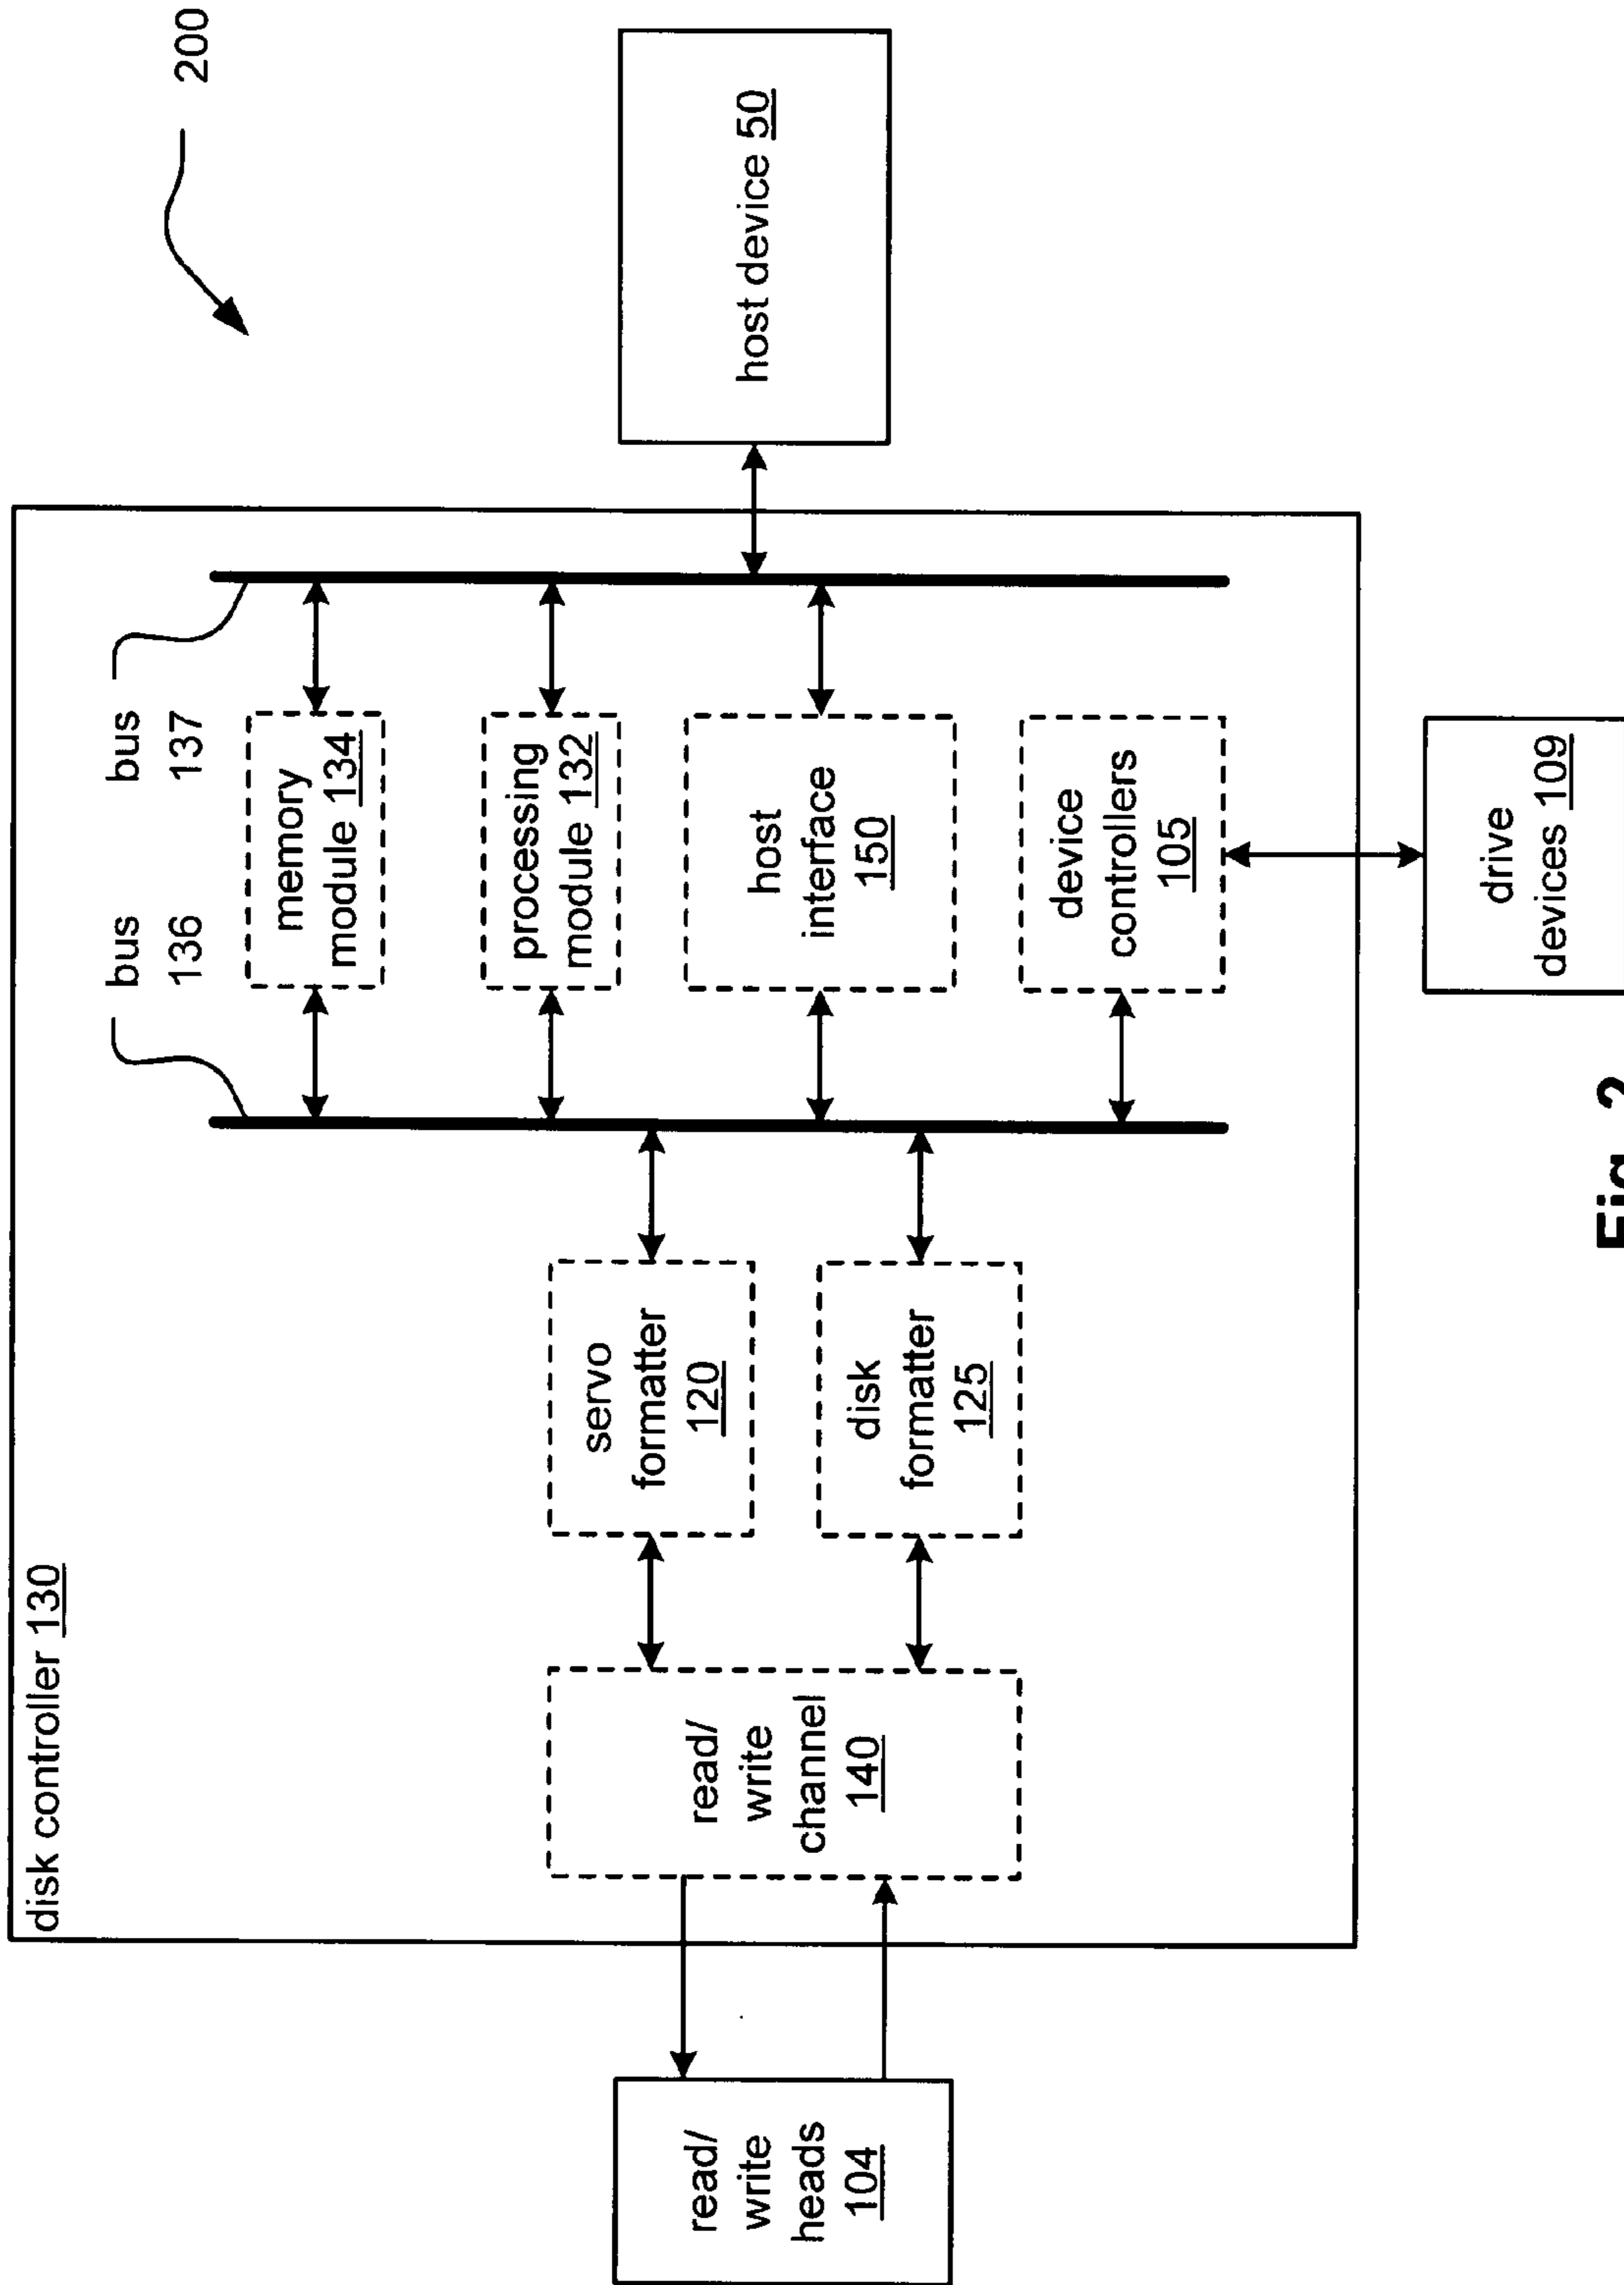 200
disk controller 130
bus
136
bus
137
memory
module 134
processing
module 132
host
interface
150
device
controllers
105
servo
formatter
120
disk
formatter
125
read/
write
channel
140
read/
write
heads
104
host device 50
drive
devices 109
Fig. 2